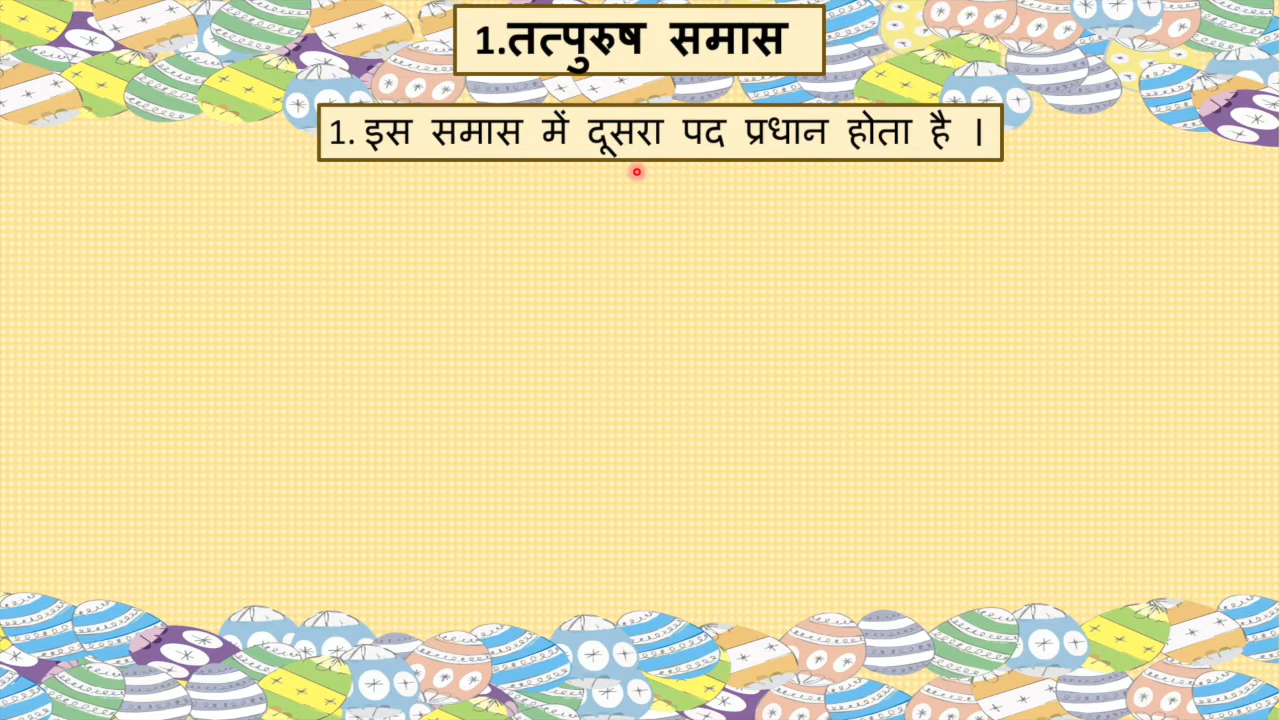 1.तत्पुरुष समास
1. इस समास में दूसरा पद प्रधान होता है ।